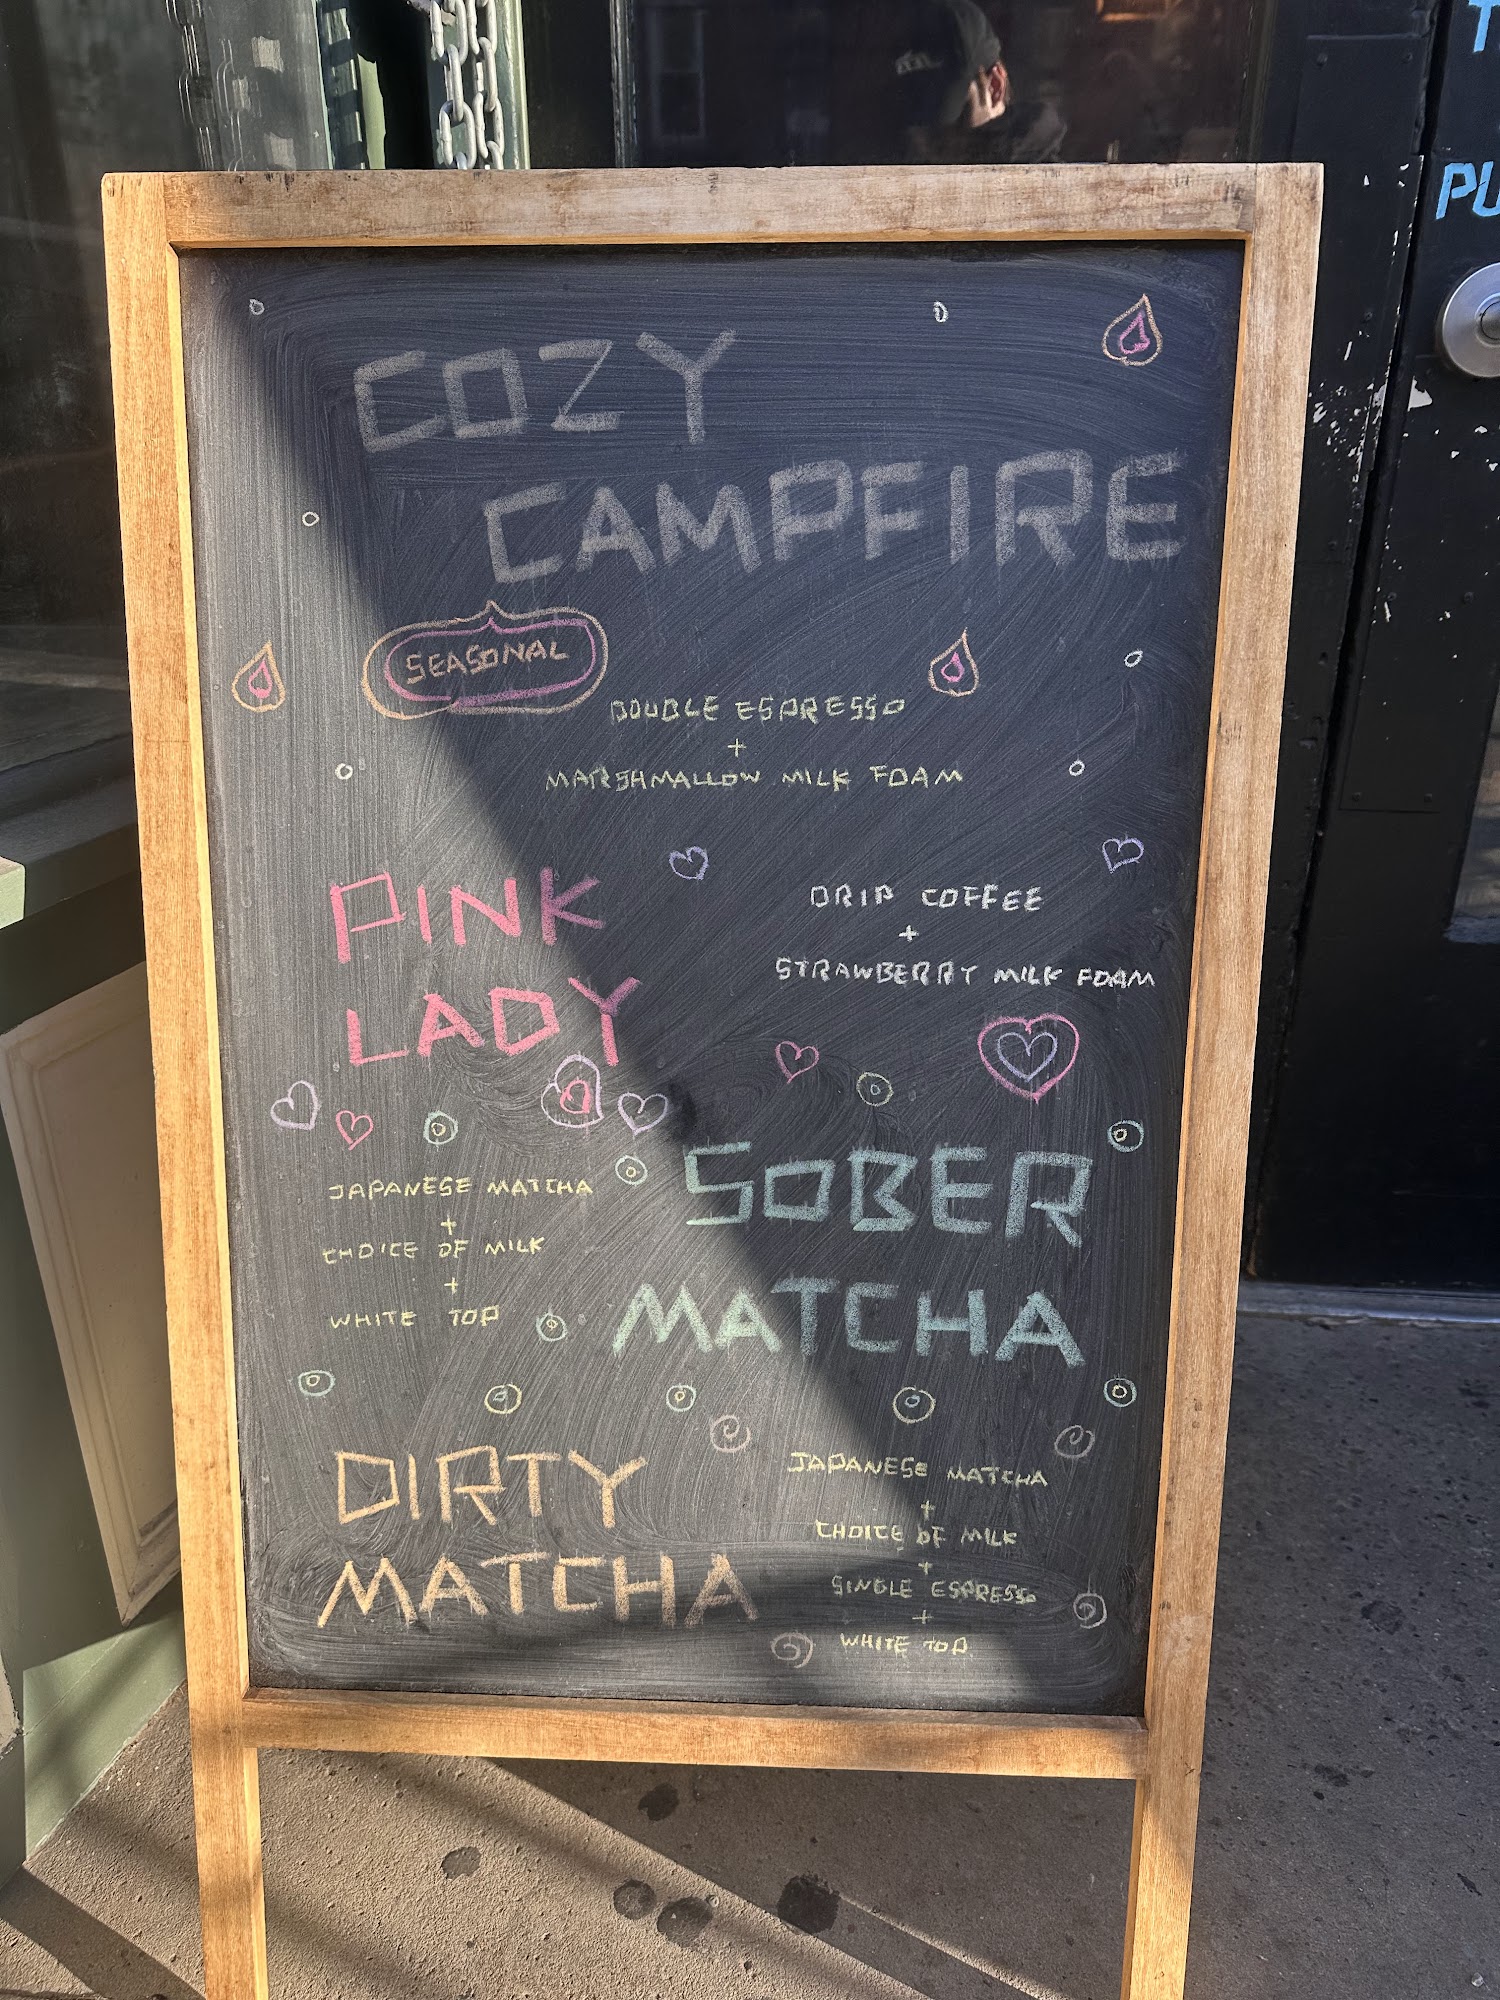 T
PU
COZY
CAMPFIRE
SEASONAL
DOUBLE ESPRESSO
+
MARSHMALLOW MILK FOAM
PINK
LADY
DRIP COFFEE
+
STRAWBERRY MILK FOAM
SOBER
MATCHA
JAPANESE MATCHA
+
CHOICE OF MILK
+
WHITE TOP
DIRTY
MATCHA
JAPANESE MATCHA
+
CHOICE OF MILK
+
SINGLE ESPRESSO
+
WHITE TOP